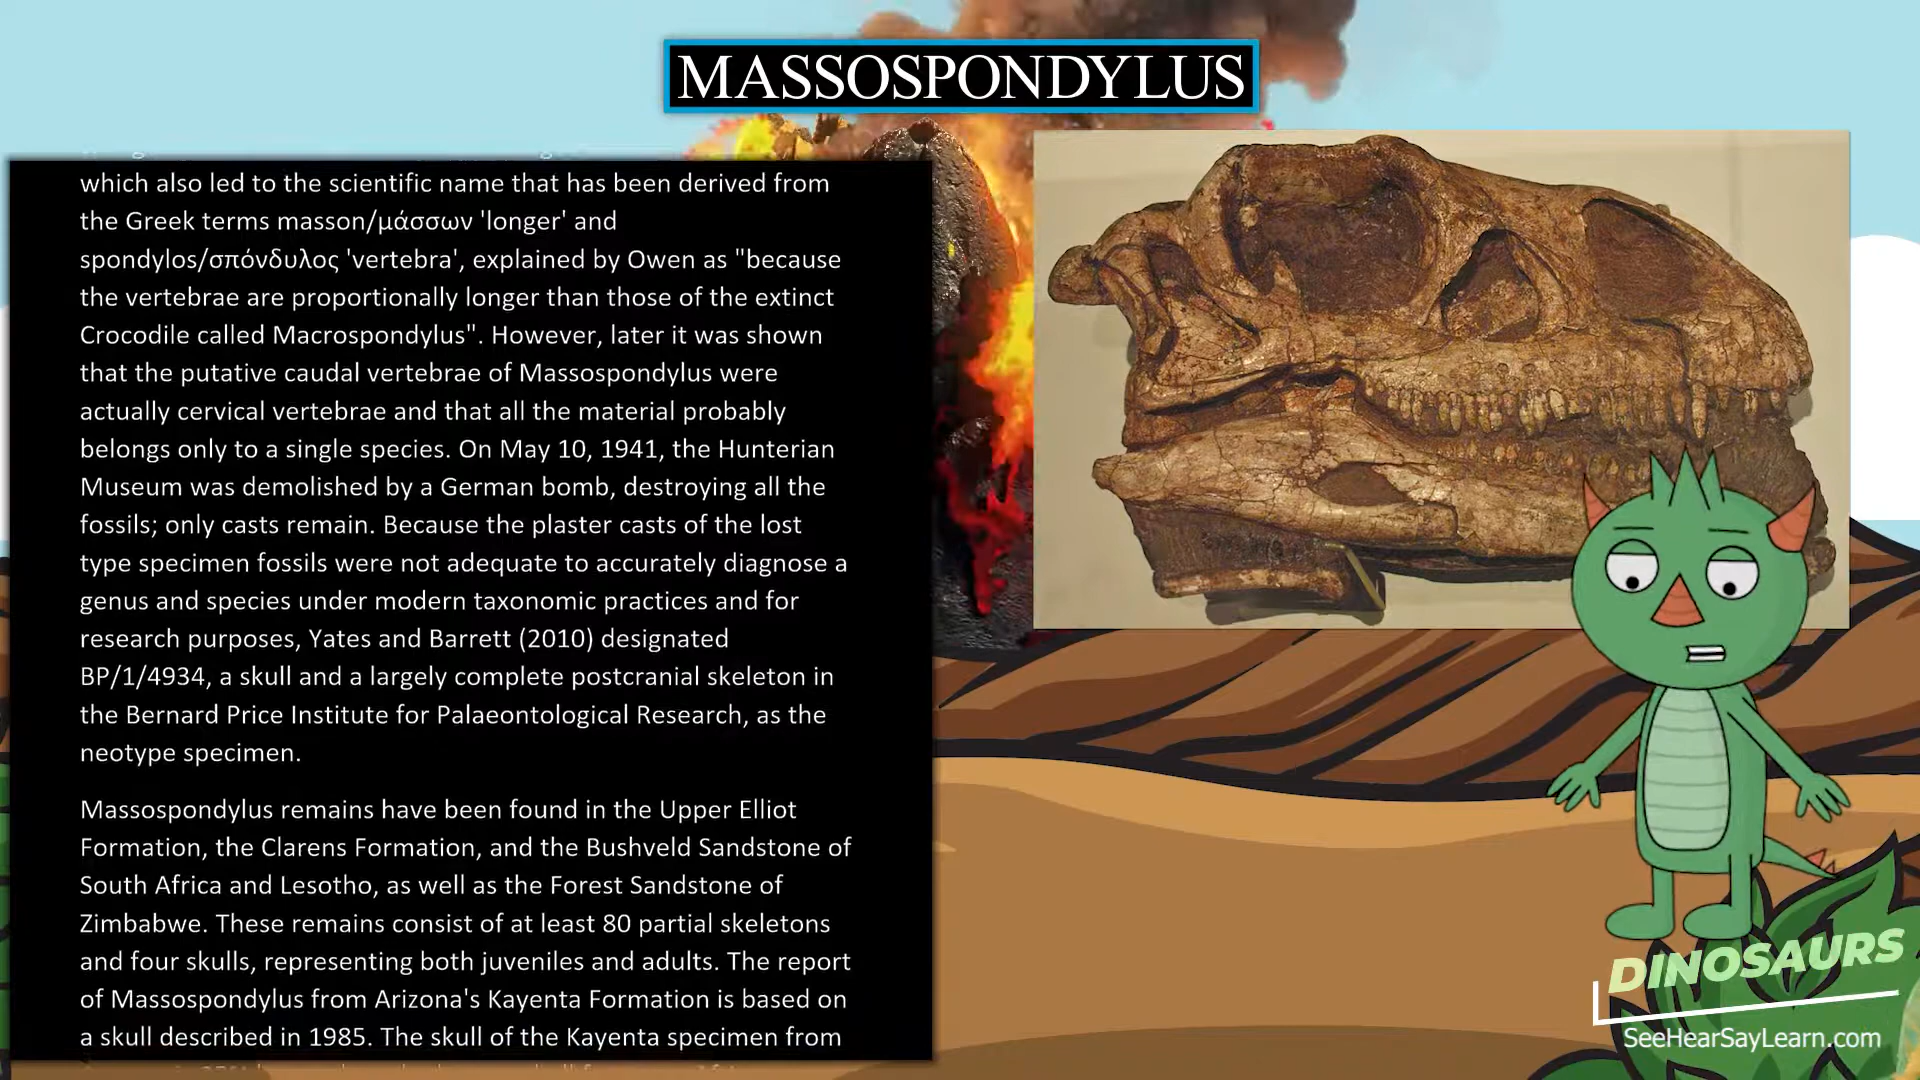 MASSOSPONDYLUS
which also led to the scientific name that has been derived from
the Greek terms masson/μάσσων 'longer' and
spondylos/σπόνδυλος 'vertebra', explained by Owen as "because
the vertebrae are proportionally longer than those of the extinct
Crocodile called Macrospondylus". However, later it was shown
that the putative caudal vertebrae of Massospondylus were
actually cervical vertebrae and that all the material probably
belongs only to a single species. On May 10, 1941, the Hunterian
Museum was demolished by a German bomb, destroying all the
fossils; only casts remain. Because the plaster casts of the lost
type specimen fossils were not adequate to accurately diagnose a
genus and species under modern taxonomic practices and for
research purposes, Yates and Barrett (2010) designated
BP/1/4934, a skull and a largely complete postcranial skeleton in
the Bernard Price Institute for Palaeontological Research, as the
neotype specimen.
Massospondylus remains have been found in the Upper Elliot
Formation, the Clarens Formation, and the Bushveld Sandstone of
South Africa and Lesotho, as well as the Forest Sandstone of
Zimbabwe. These remains consist of at least 80 partial skeletons
and four skulls, representing both juveniles and adults. The report
of Massospondylus from Arizona's Kayenta Formation is based on
a skull described in 1985. The skull of the Kayenta specimen from
DINOSAURS
SeeHearSayLearn.com